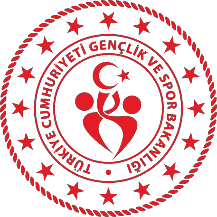 TÜRKİYE CUMHURİYETİ GENÇLİK VE SPOR BAKANLIĞI